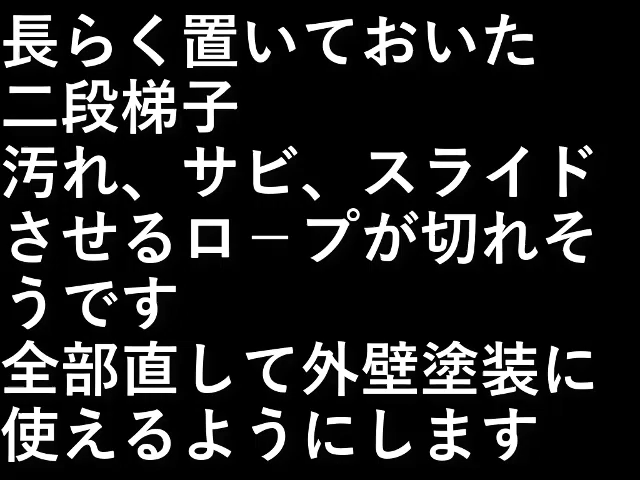 長らく置いておいた
二段梯子
汚れ、サビ、スライド
させるロープが切れそ
うです
全部直して外壁塗装に
使えるようにします